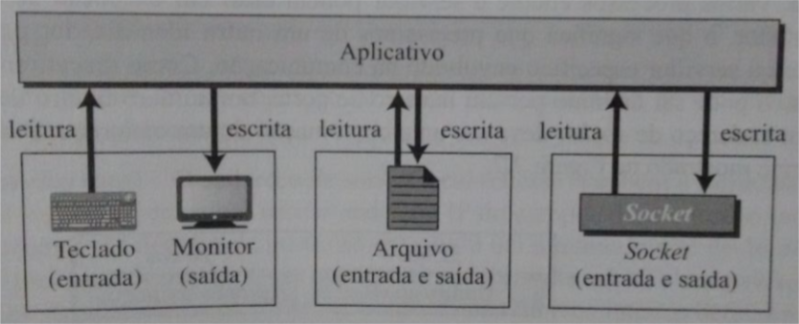 Aplicativo
leitura
escrita
leitura
escrita
leitura
escrita
Teclado
(entrada)
Monitor
(saída)
Arquivo
(entrada e saída)
Socket
Socket
(entrada e saída)